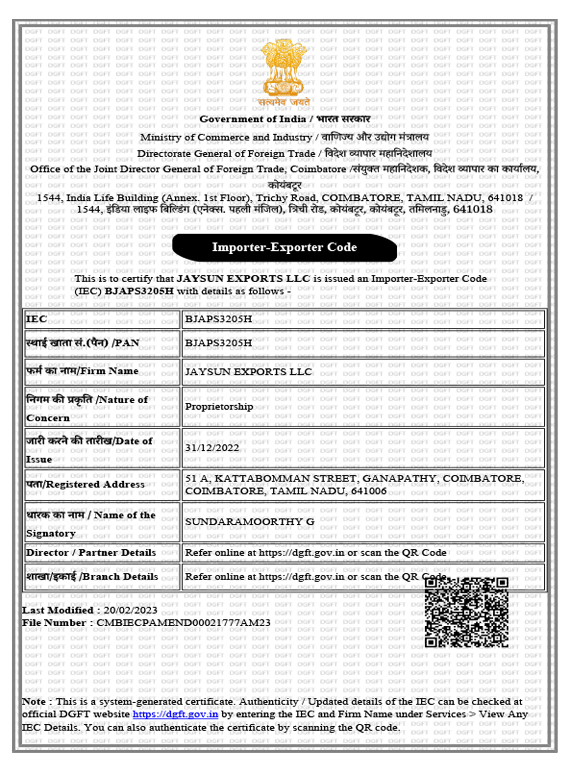 सत्यमेव जयते
Government of India / भारत सरकार
Ministry of Commerce and Industry / वाणिज्य और उद्योग मंत्रालय
Directorate General of Foreign Trade / विदेश व्यापार महानिदेशालय
Office of the Joint Director General of Foreign Trade, Coimbatore /संयुक्त महानिदेशक, विदेश व्यापार का कार्यालय,
कोयंबटूर
1544, India Life Building (Annex. 1st Floor), Trichy Road, COIMBATORE, TAMIL NADU, 641018 /
1544, इंडिया लाइफ बिल्डिंग (एनेक्स. पहली मंजिल), त्रिची रोड, कोयंबटूर, कोयंबटूर, तमिलनाडु, 641018
Importer-Exporter Code
This is to certify that JAYSUN EXPORTS LLC is issued an Importer-Exporter Code
(IEC) BJAPS3205H with details as follows -
IEC BJAPS3205H
स्थाई खाता सं.(पैन) /PAN BJAPS3205H
फर्म का नाम/Firm Name JAYSUN EXPORTS LLC
निगम की प्रकृति /Nature of
Concern Proprietorship
जारी करने की तारीख/Date of
Issue 31/12/2022
पता/Registered Address 51 A, KATTABOMMAN STREET, GANAPATHY, COIMBATORE,
COIMBATORE, TAMIL NADU, 641006
धारक का नाम / Name of the
Signatory SUNDARAMOORTHY G
Director / Partner Details Refer online at https://dgft.gov.in or scan the QR Code
शाखा/इकाई /Branch Details Refer online at https://dgft.gov.in or scan the QR Code
Last Modified : 20/02/2023
File Number : CMBIECPAMEND00021777AM23
Note : This is a system-generated certificate. Authenticity / Updated details of the IEC can be checked at
official DGFT website https://dgft.gov.in by entering the IEC and Firm Name under Services > View Any
IEC Details. You can also authenticate the certificate by scanning the QR code.